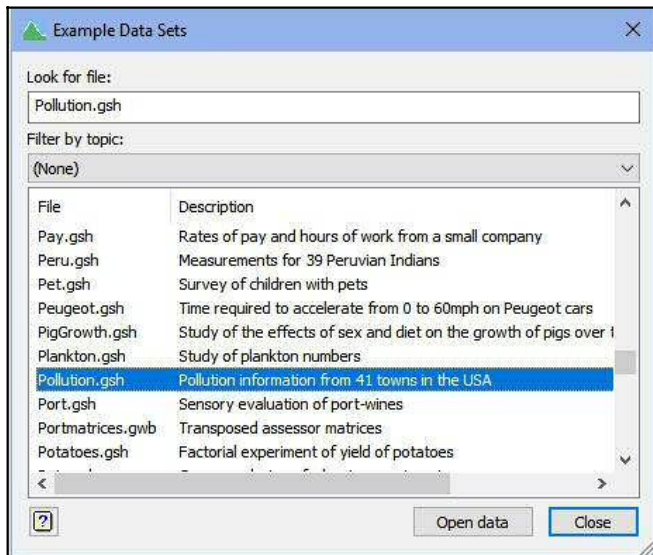 Example Data Sets
Look for file:
Pollution.gsh
Filter by topic:
(None)
File Description
Pay.gsh Rates of pay and hours of work from a small company
Peru.gsh Measurements for 39 Peruvian Indians
Pet.gsh Survey of children with pets
Peugeot.gsh Time required to accelerate from 0 to 60mph on Peugeot cars
PigGrowth.gsh Study of the effects of sex and diet on the growth of pigs over
Plankton.gsh Study of plankton numbers
Pollution.gsh Pollution information from 41 towns in the USA
Port.gsh Sensory evaluation of port-wines
Portmatrices.gwb Transposed assessor matrices
Potatoes.gsh Factorial experiment of yield of potatoes
? Open data Close